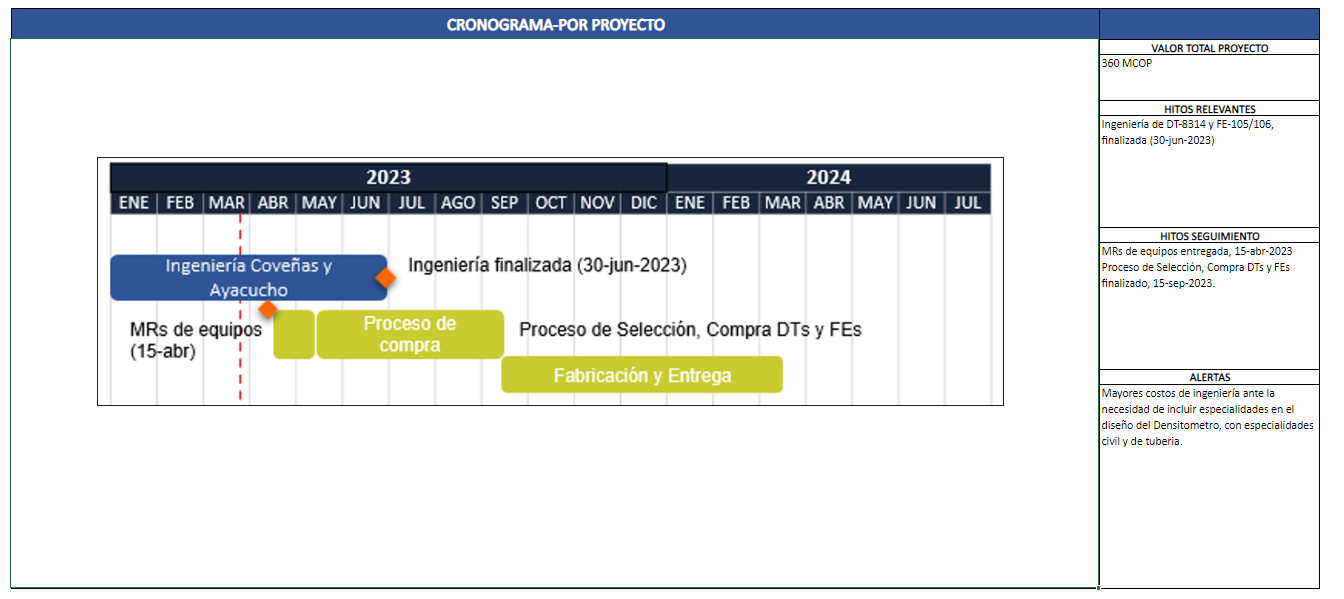 CRONOGRAMA-POR PROYECTO
2023
2024
ENE FEB MAR ABR MAY JUN JUL AGO SEP OCT NOV DIC ENE FEB MAR ABR MAY JUN JUL
Ingeniería Coveñas y
Ayacucho
Ingeniería finalizada (30-jun-2023)
MRs de equipos
(15-abr)
Proceso de
compra
Proceso de Selección, Compra DTs y FEs
Fabricación y Entrega
VALOR TOTAL PROYECTO
360 MCOP
HITOS RELEVANTES
Ingeniería de DT-8314 y FE-105/106,
finalizada (30-jun-2023)
HITOS SEGUIMIENTO
MRs de equipos entregada, 15-abr-2023
Proceso de Selección, Compra DTs y FEs
finalizado, 15-sep-2023.
ALERTAS
Mayores costos de ingeniería ante la
necesidad de incluir especialidades en el
diseño del Densitometro, con especialidades
civil y de tuberia.